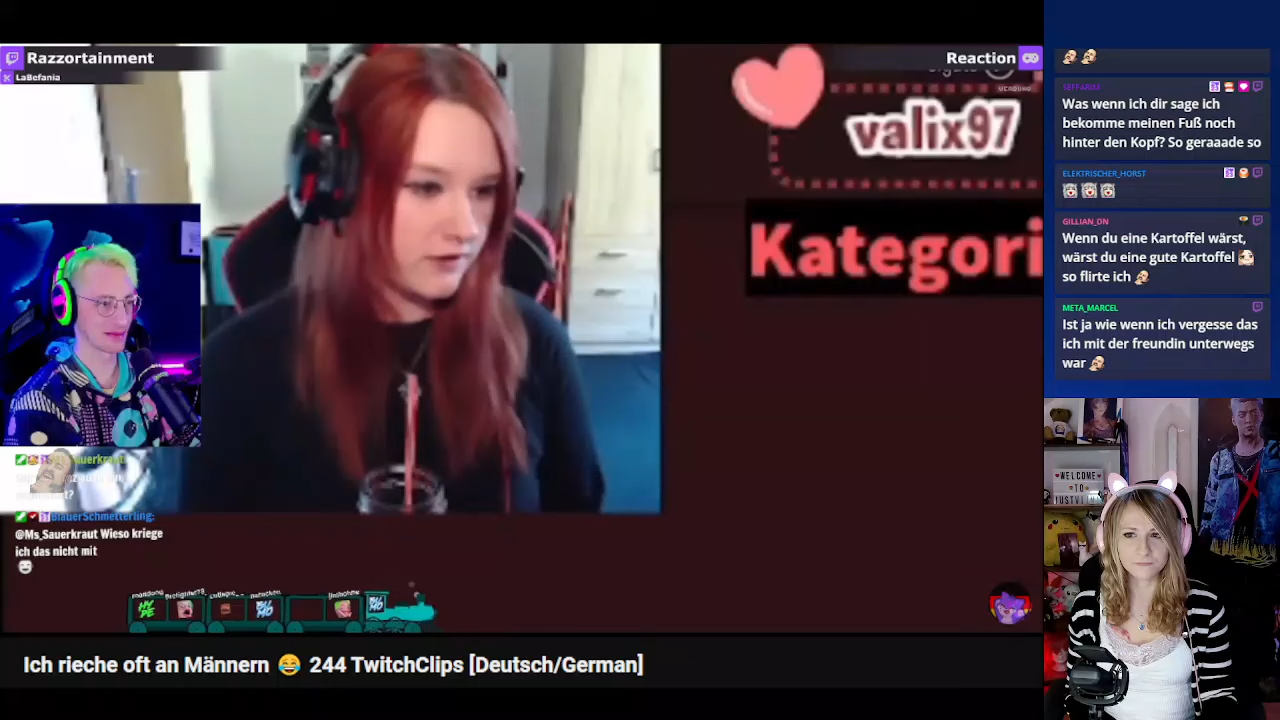 Razzortainment
LaBefania
Reaction
WERBUNG
valix97
Kategori
@Ms_Sauerkraut Wieso kriege
ich das nicht mit
BlauerSchmetterling:
Ich rieche oft an Männern 😂 244 TwitchClips [Deutsch/German]
Was wenn ich dir sage ich
bekomme meinen Fuß noch
hinter den Kopf? So geraaade so
ELEKTRISCHER_HORST
GILLIAN_ON
Wenn du eine Kartoffel wärst,
wärst du eine gute Kartoffel
so flirte ich
META_MARCEL
Ist ja wie wenn ich vergesse das
ich mit der freundin unterwegs
war
WELCOME
TO